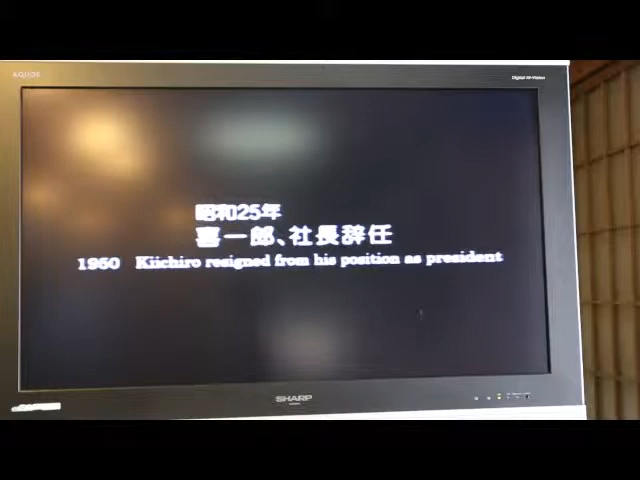 AQUOS
昭和25年
喜一郎、社長辞任
1950 Kiichiro resigned from his position as president
SHARP